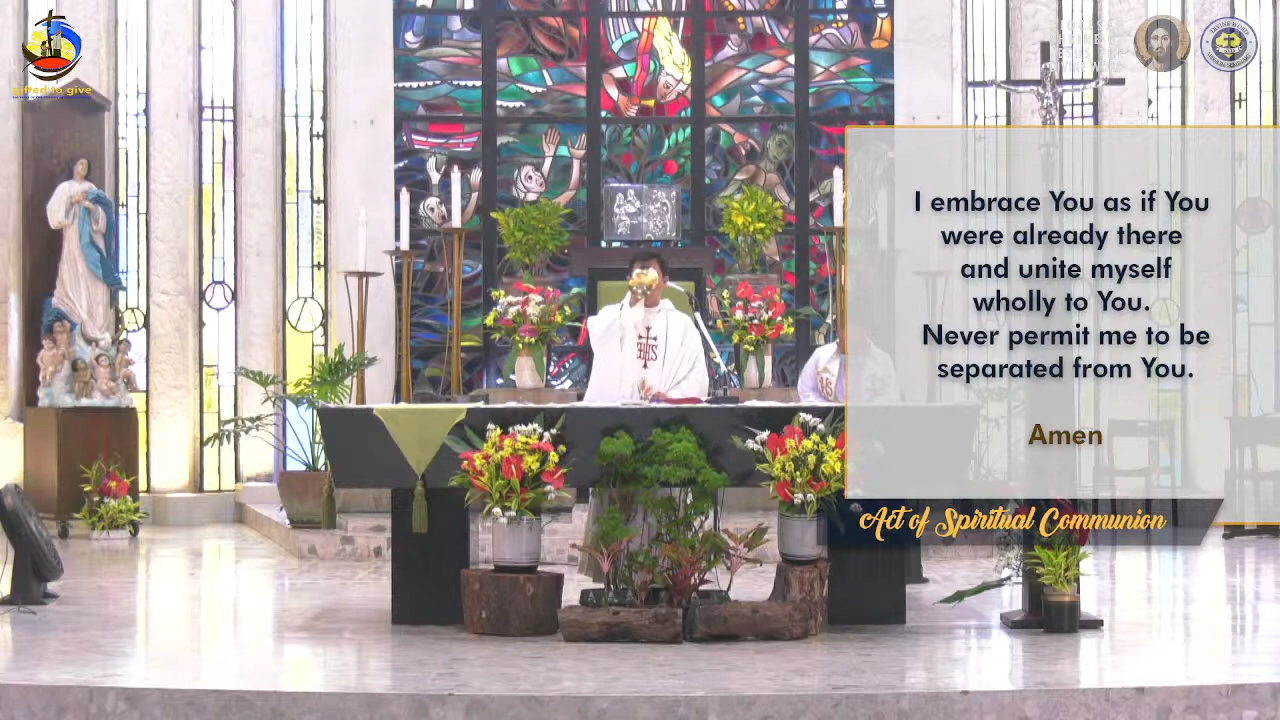 gifted to give
I embrace You as if You
were already there
and unite myself
wholly to You.
Never permit me to be
separated from You.
Amen
Act of Spiritual Communion
IHS